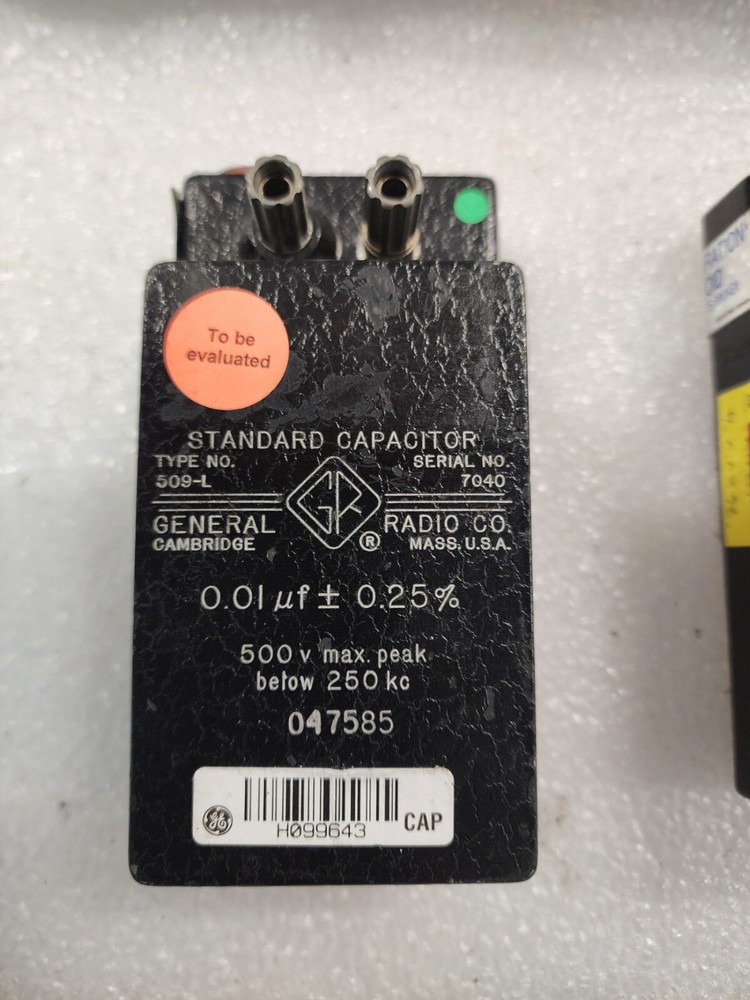 To be
evaluated
STANDARD CAPACITOR
TYPE NO.
509-L
SERIAL NO.
7040
GR
GENERAL
CAMBRIDGE
RADIO CO.
MASS. U.S.A.
®
0.01 μf ± 0.25%
500 v max. peak
below 250 kc
047585
GE
H099643
CAP